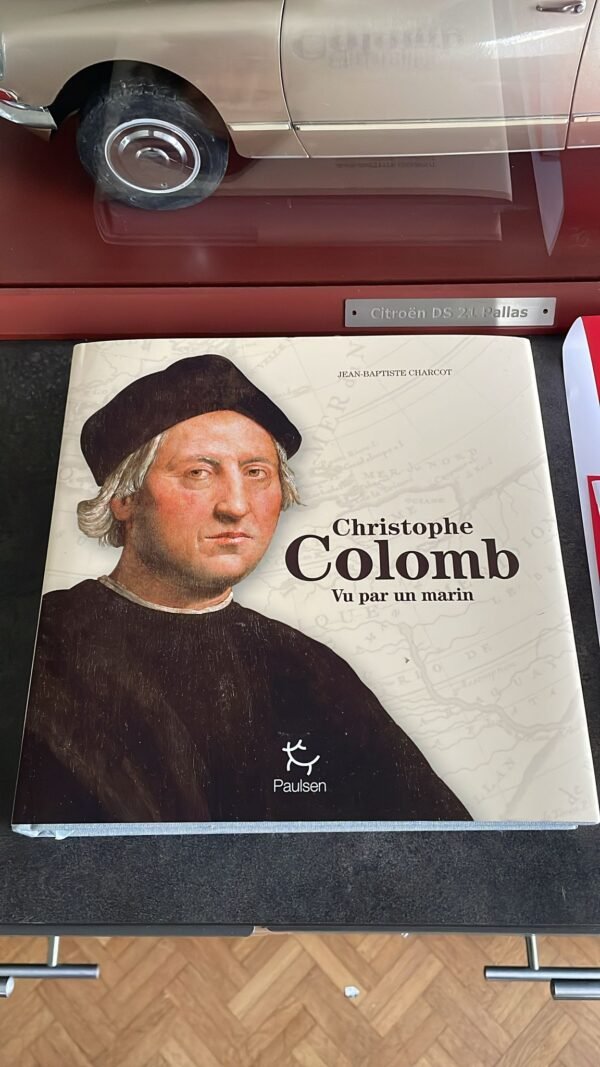 Citroën DS 21 Pallas
JEAN-BAPTISTE CHARCOT
Christophe
Colomb
Vu par un marin
Paulsen